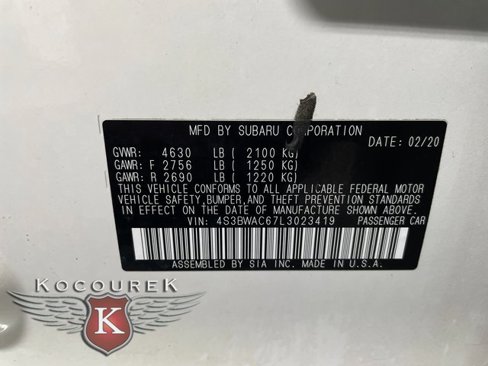 MFD BY SUBARU CORPORATION
DATE: 02/20
GVWR: 4630 LB ( 2100 KG)
GAWR: F 2756 LB ( 1250 KG)
GAWR: R 2690 LB ( 1220 KG)
THIS VEHICLE CONFORMS TO ALL APPLICABLE FEDERAL MOTOR
VEHICLE SAFETY, BUMPER, AND THEFT PREVENTION STANDARDS
IN EFFECT ON THE DATE OF MANUFACTURE SHOWN ABOVE.
VIN: 4S3BWAC67L3023419 PASSENGER CAR
ASSEMBLED BY SIA INC. MADE IN U.S.A.
KOCOUREK
K